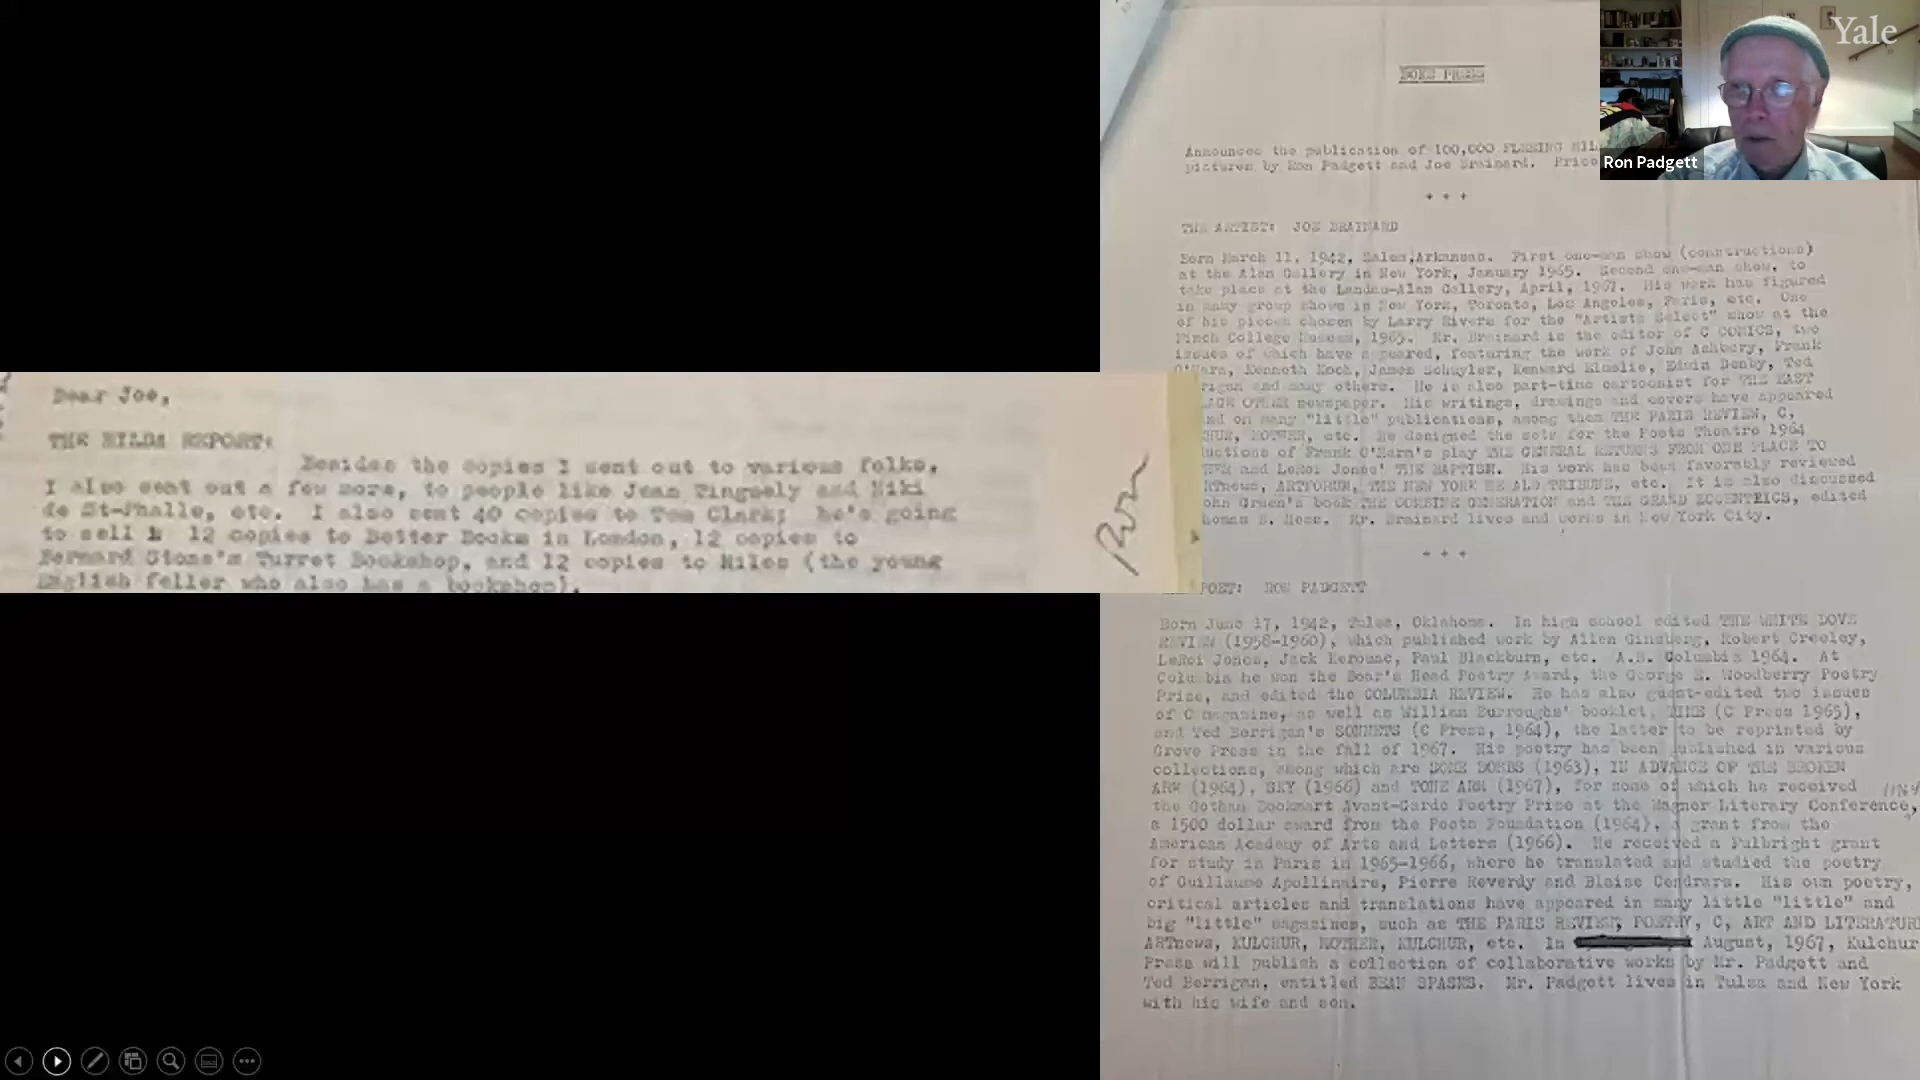 Dear Joe,
THE HILDA REPORT:
Besides the copies I sent out to various folks,
I also sent out a few more, to people like Jean Tinguely and Niki
de St-Phalle, etc. I also sent 40 copies to Tom Clark; he's going
to sell 12 copies to Better Books in London, 12 copies to
Bernard Stone's Turret Bookshop, and 12 copies to Miles (the young
English feller who also has a bookshop).
Ron
PRESS
Announces the publication of 100,000 FLEEING HIL
pictures by Ron Padgett and Joe Brainard. Price
+ + +
THE ARTIST: JOE BRAINARD
Born March 11, 1942, Salem, Arkansas. First one-man show (constructions)
at the Alan Gallery in New York, January 1965. Second one-man show, to
take place at the Landau-Alan Gallery, April, 1967. His work has figured
in many group shows in New York, Toronto, Los Angeles, Paris, etc. One
of his pieces chosen by Larry Rivers for the "Artists Select" show at the
Finch College Museum, 1965. Mr. Brainard is the editor of C COMICS, two
issues of which have appeared, featuring the work of John Ashbery, Frank
O'Hara, Kenneth Koch, James Schuyler, Kenward Elmslie, Edwin Denby, Ted
rigan and many others. He is also part-time cartoonist for THE EAST
LAGE OTHER newspaper. His writings, drawings and covers have appeared
nd on many "little" publications, among them THE PARIS REVIEW, C,
HUR, MOTHER, etc. He designed the sets for the Poets Theatre 1964
uctions of Frank O'Hara's play THE GENERAL RETURNS FROM ONE PLACE TO
HER and LeRoi Jones' THE BAPTISM. His work has been favorably reviewed
RTnews, ARTFORUM, THE NEW YORK HERALD TRIBUNE, etc. It is also discussed
ohn Gruen's book THE COMBINE GENERATION and THE GRAND ECCENTRICS, edited
homas B. Hess. Mr. Brainard lives and works in New York City.
+ + +
POET: RON PADGETT
Born June 17, 1942, Tulsa, Oklahoma. In high school edited THE WHITE DOVE
REVIEW (1958-1960), which published work by Allen Ginsberg, Robert Creeley,
LeRoi Jones, Jack Kerouac, Paul Blackburn, etc. A.B. Columbia 1964. At
Columbia he won the Boar's Head Poetry Award, the George E. Woodberry Poetry
Prize, and edited the COLUMBIA REVIEW. He has also guest-edited two issues
of C magazine, as well as William Burroughs' booklet, TIME (C Press 1965),
and Ted Berrigan's SONNETS (C Press, 1964), the latter to be reprinted by
Grove Press in the fall of 1967. His poetry has been published in various
collections, among which are SOME BOMBS (1963), IN ADVANCE OF THE BROKEN
ARM (1964), SKY (1966) and TONE ARM (1967), for some of which he received
the Gotham Bookmart Avant-Garde Poetry Prize at the Wagner Literary Conference,
a 1500 dollar award from the Poets Foundation (1964), a grant from the
American Academy of Arts and Letters (1966). He received a Fulbright grant
for study in Paris in 1965-1966, where he translated and studied the poetry
of Guillaume Apollinaire, Pierre Reverdy and Blaise Cendrars. His own poetry,
critical articles and translations have appeared in many little "little" and
big "little" magazines, such as THE PARIS REVIEW, POETRY, C, ART AND LITERATURE
ARTnews, KULCHUR, MOTHER, KULCHUR, etc. In August, 1967, Kulchur
Press will publish a collection of collaborative works by Mr. Padgett and
Ted Berrigan, entitled BEAN SPASMS. Mr. Padgett lives in Tulsa and New York
with his wife and son.
Yale
Ron Padgett